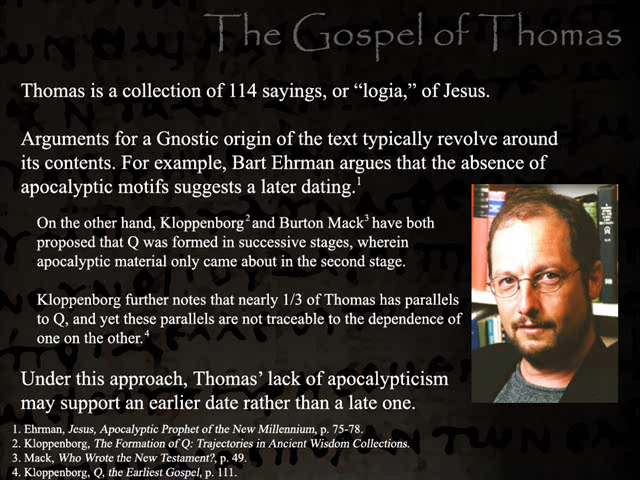 The Gospel of Thomas
Thomas is a collection of 114 sayings, or “logia,” of Jesus.
Arguments for a Gnostic origin of the text typically revolve around
its contents. For example, Bart Ehrman argues that the absence of
apocalyptic motifs suggests a later dating.1
On the other hand, Kloppenborg2 and Burton Mack3 have both
proposed that Q was formed in successive stages, wherein
apocalyptic material only came about in the second stage.
Kloppenborg further notes that nearly 1/3 of Thomas has parallels
to Q, and yet these parallels are not traceable to the dependence of
one on the other.4
Under this approach, Thomas’ lack of apocalypticism
may support an earlier date rather than a late one.
1. Ehrman, Jesus, Apocalyptic Prophet of the New Millennium, p. 75-78.
2. Kloppenborg, The Formation of Q: Trajectories in Ancient Wisdom Collections.
3. Mack, Who Wrote the New Testament?, p. 49.
4. Kloppenborg, Q, the Earliest Gospel, p. 111.